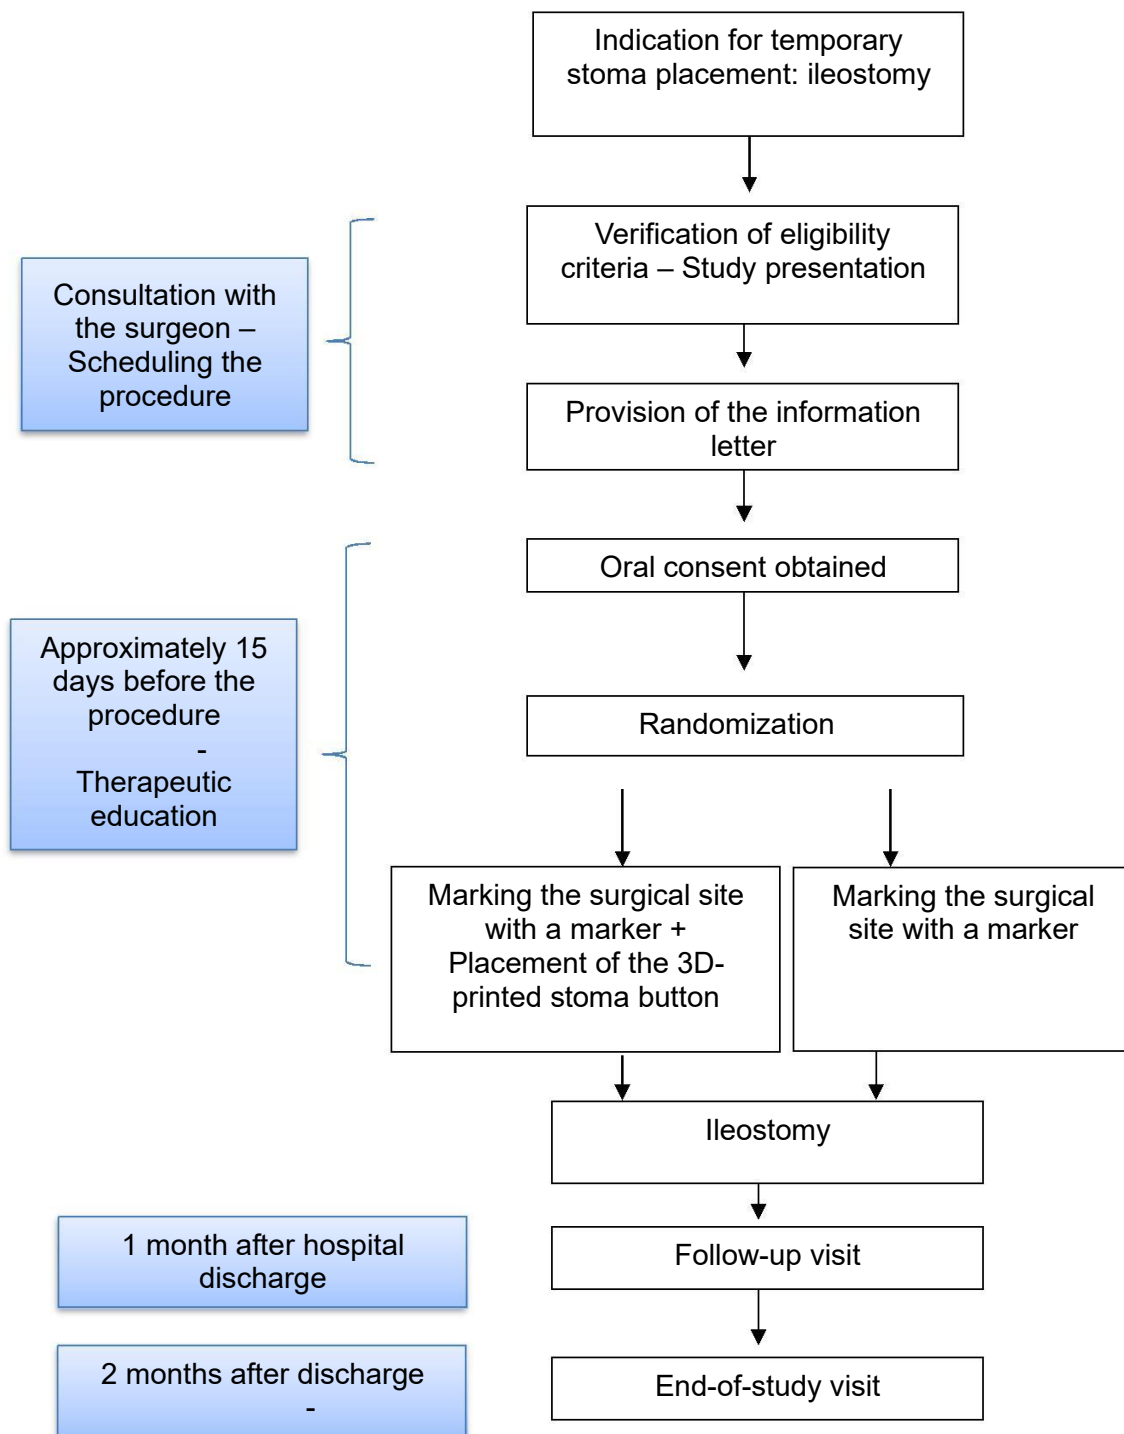 Indication for temporary
stoma placement: ileostomy
Verification of eligibility
criteria – Study presentation
Consultation with
the surgeon –
Scheduling the
procedure
Provision of the information
letter
Oral consent obtained
Approximately 15
days before the
procedure
-
Therapeutic
education
Randomization
Marking the surgical site
with a marker +
Placement of the 3D-
printed stoma button
Marking the surgical
site with a marker
Ileostomy
1 month after hospital
discharge
Follow-up visit
2 months after discharge
-
End-of-study visit